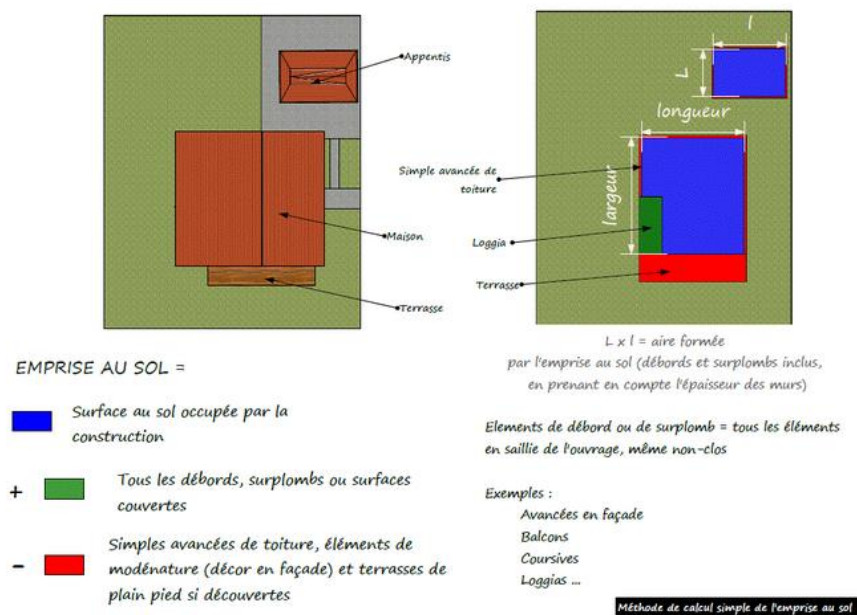 Appentis
Maison
Terrasse
l
L
longueur
largeur
Simple avancée de
toiture
Loggia
Terrasse
L x l = aire formée
par l'emprise au sol (débords et surplombs inclus,
en prenant en compte l'épaisseur des murs)
EMPRISE AU SOL =
Surface au sol occupée par la
construction
+
Tous les débords, surplombs ou surfaces
couvertes
-
Simples avancées de toiture, éléments de
modénature (décor en façade) et terrasses de
plain pied si découvertes
Elements de débord ou de surplomb = tous les éléments
en saillie de l'ouvrage, même non-clos
Exemples :
Avancées en façade
Balcons
Coursives
Loggias ...
Méthode de calcul simple de l'emprise au sol